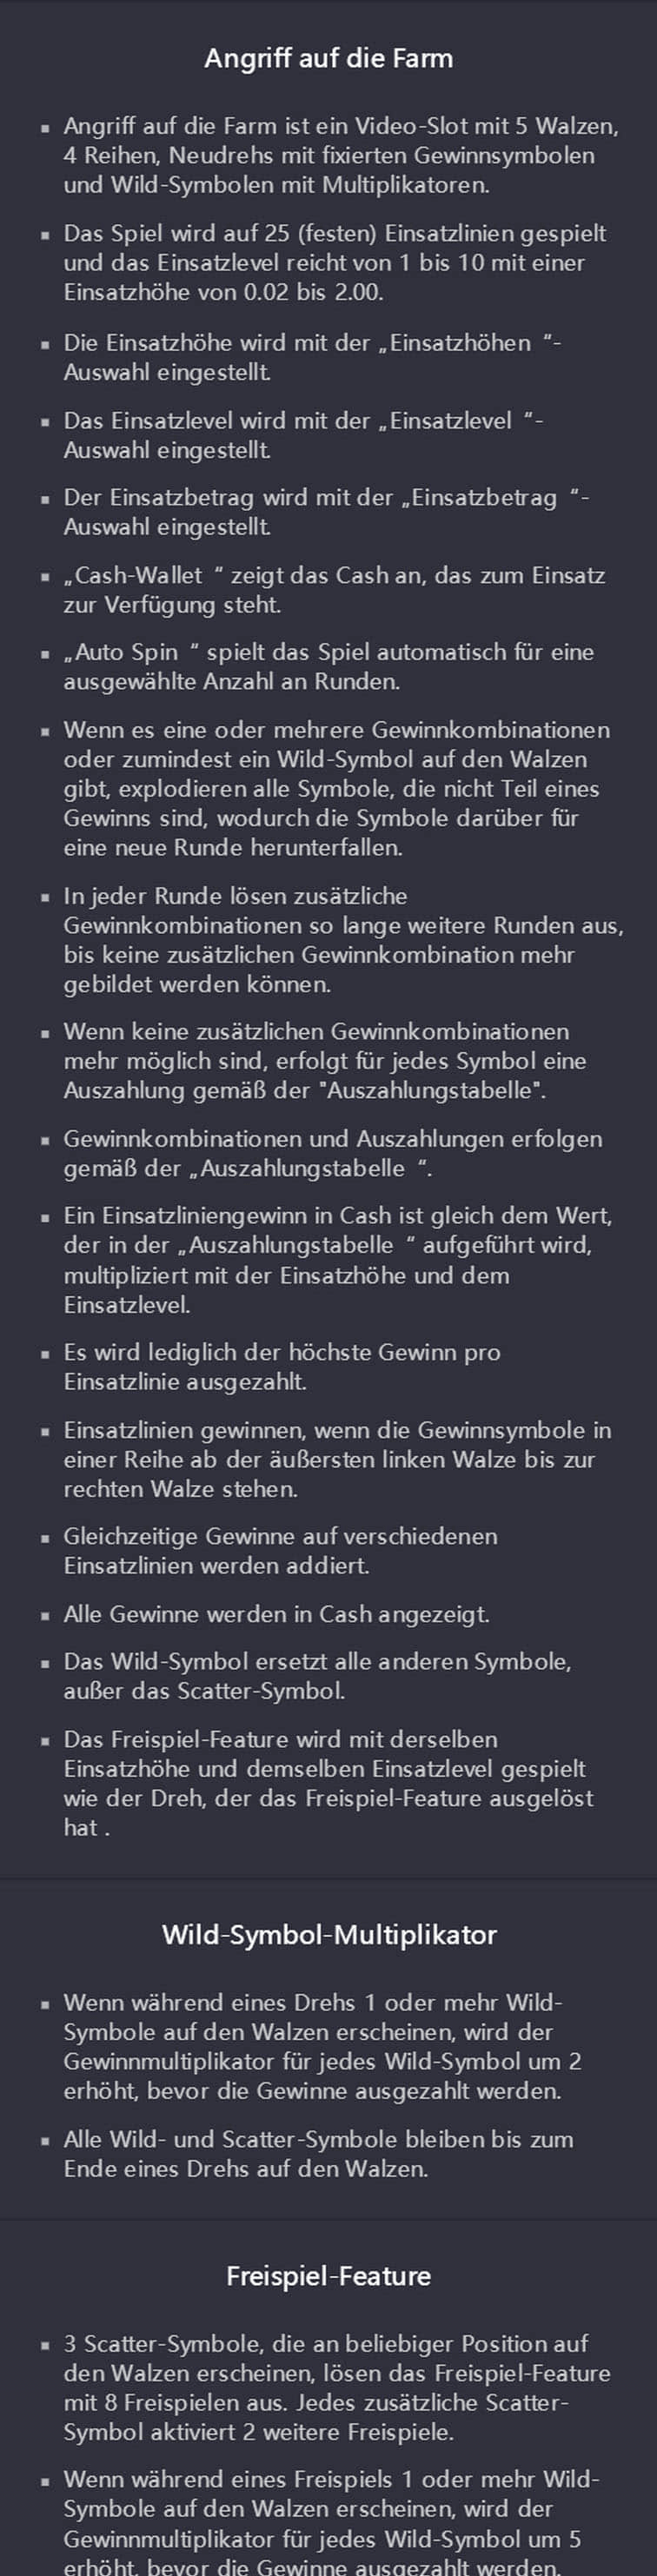 Angriff auf die Farm
▪ Angriff auf die Farm ist ein Video-Slot mit 5 Walzen,
4 Reihen, Neudrehs mit fixierten Gewinnsymbolen
und Wild-Symbolen mit Multiplikatoren.
▪ Das Spiel wird auf 25 (festen) Einsatzlinien gespielt
und das Einsatzlevel reicht von 1 bis 10 mit einer
Einsatzhöhe von 0.02 bis 2.00.
▪ Die Einsatzhöhe wird mit der „Einsatzhöhen “-
Auswahl eingestellt.
▪ Das Einsatzlevel wird mit der „Einsatzlevel “-
Auswahl eingestellt.
▪ Der Einsatzbetrag wird mit der „Einsatzbetrag “-
Auswahl eingestellt.
▪ „Cash-Wallet “ zeigt das Cash an, das zum Einsatz
zur Verfügung steht.
▪ „Auto Spin “ spielt das Spiel automatisch für eine
ausgewählte Anzahl an Runden.
▪ Wenn es eine oder mehrere Gewinnkombinationen
oder zumindest ein Wild-Symbol auf den Walzen
gibt, explodieren alle Symbole, die nicht Teil eines
Gewinns sind, wodurch die Symbole darüber für
eine neue Runde herunterfallen.
▪ In jeder Runde lösen zusätzliche
Gewinnkombinationen so lange weitere Runden aus,
bis keine zusätzlichen Gewinnkombination mehr
gebildet werden können.
▪ Wenn keine zusätzlichen Gewinnkombinationen
mehr möglich sind, erfolgt für jedes Symbol eine
Auszahlung gemäß der "Auszahlungstabelle".
▪ Gewinnkombinationen und Auszahlungen erfolgen
gemäß der „Auszahlungstabelle “.
▪ Ein Einsatzliniengewinn in Cash ist gleich dem Wert,
der in der „Auszahlungstabelle “ aufgeführt wird,
multipliziert mit der Einsatzhöhe und dem
Einsatzlevel.
▪ Es wird lediglich der höchste Gewinn pro
Einsatzlinie ausgezahlt.
▪ Einsatzlinien gewinnen, wenn die Gewinnsymbole in
einer Reihe ab der äußersten linken Walze bis zur
rechten Walze stehen.
▪ Gleichzeitige Gewinne auf verschiedenen
Einsatzlinien werden addiert.
▪ Alle Gewinne werden in Cash angezeigt.
▪ Das Wild-Symbol ersetzt alle anderen Symbole,
außer das Scatter-Symbol.
▪ Das Freispiel-Feature wird mit derselben
Einsatzhöhe und demselben Einsatzlevel gespielt
wie der Dreh, der das Freispiel-Feature ausgelöst
hat .
Wild-Symbol-Multiplikator
▪ Wenn während eines Drehs 1 oder mehr Wild-
Symbole auf den Walzen erscheinen, wird der
Gewinnmultiplikator für jedes Wild-Symbol um 2
erhöht, bevor die Gewinne ausgezahlt werden.
▪ Alle Wild- und Scatter-Symbole bleiben bis zum
Ende eines Drehs auf den Walzen.
Freispiel-Feature
▪ 3 Scatter-Symbole, die an beliebiger Position auf
den Walzen erscheinen, lösen das Freispiel-Feature
mit 8 Freispielen aus. Jedes zusätzliche Scatter-
Symbol aktiviert 2 weitere Freispiele.
▪ Wenn während eines Freispiels 1 oder mehr Wild-
Symbole auf den Walzen erscheinen, wird der
Gewinnmultiplikator für jedes Wild-Symbol um 5
erhöht, bevor die Gewinne ausgezahlt werden.